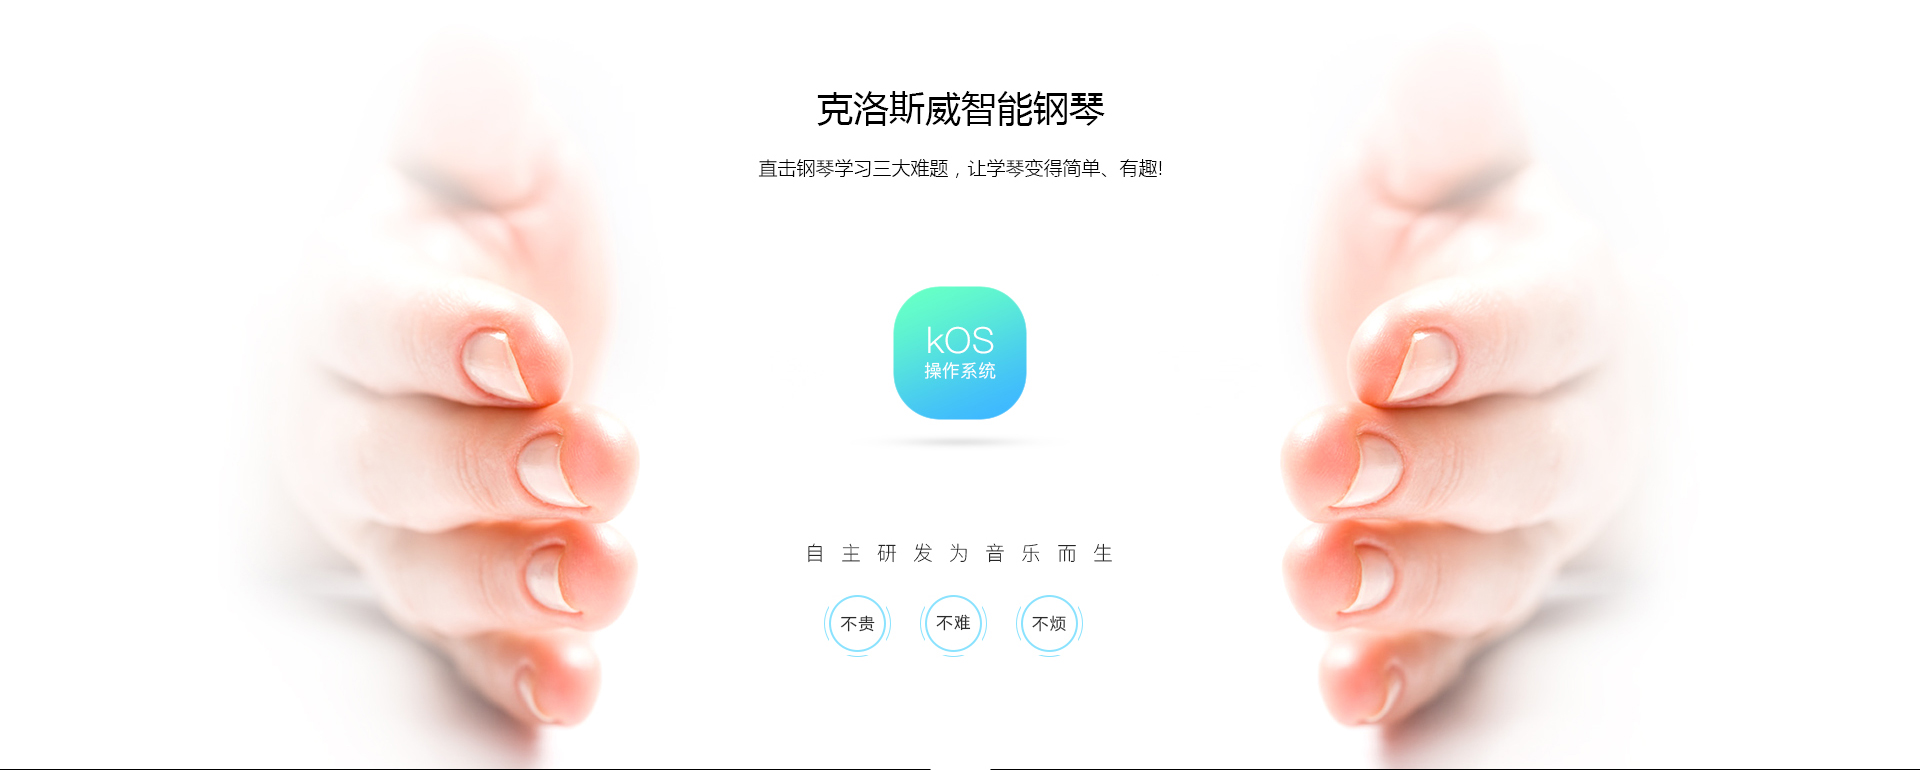 克洛斯威智能钢琴
直击钢琴学习三大难题，让学琴变得简单、有趣!
kOS
操作系统
自主研发为音乐而生
不贵 不难 不烦